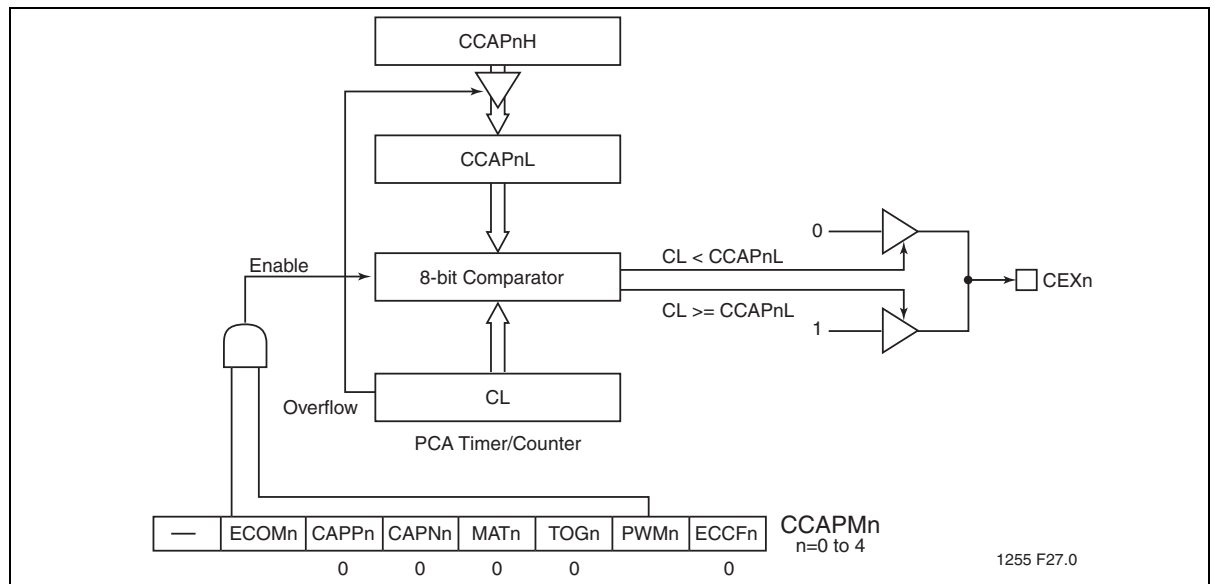 CCAPnH
CCAPnL
0
CL < CCAPnL
Enable
8-bit Comparator
CEXn
CL >= CCAPnL
1
CL
Overflow
PCA Timer/Counter
— ECOMn CAPPn CAPNn MATn TOGn PWMn ECCFn CCAPMn
n=0 to 4
0 0 0 0 0
1255 F27.0